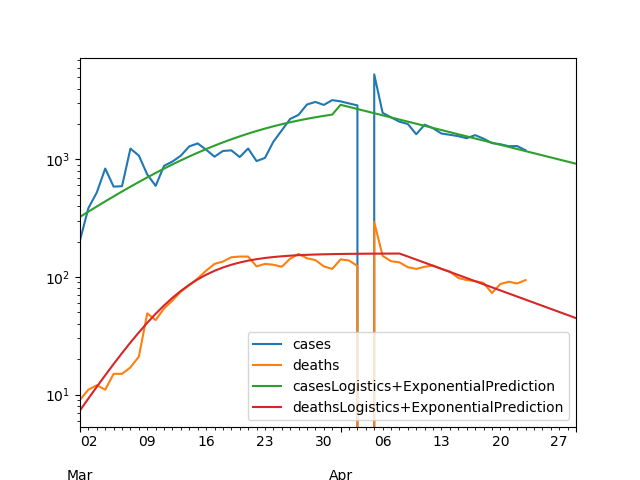 10³
10²
10¹
cases
deaths
casesLogistics+ExponentialPrediction
deathsLogistics+ExponentialPrediction
02 09 16 23 30 06 13 20 27
Mar Apr